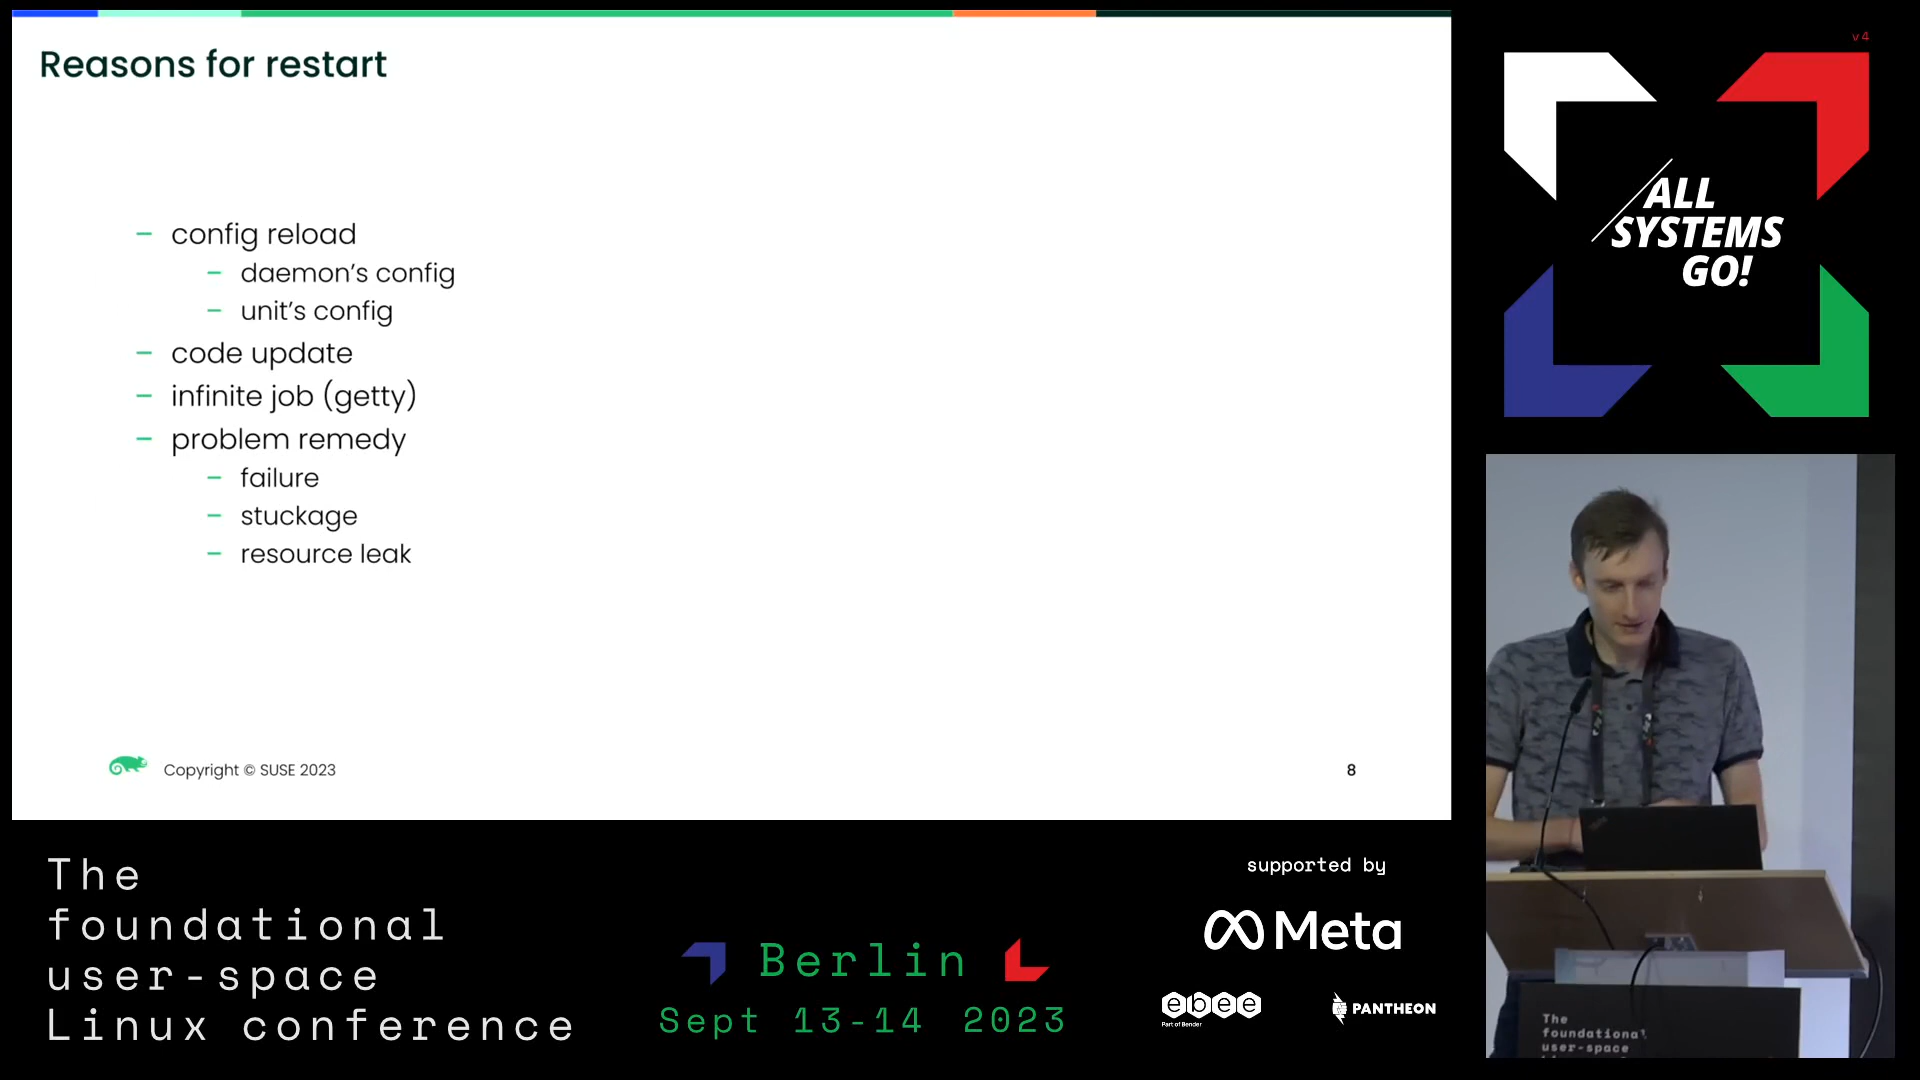 Reasons for restart
– config reload
– daemon's config
– unit's config
– code update
– infinite job (getty)
– problem remedy
– failure
– stuckage
– resource leak
Copyright © SUSE 2023
8
v4
ALL
SYSTEMS
GO!
The
foundational
user-space
Linux conference
Berlin
Sept 13-14 2023
supported by
Meta
ebee
Part of Bender
PANTHEON
The
foundational
user-space